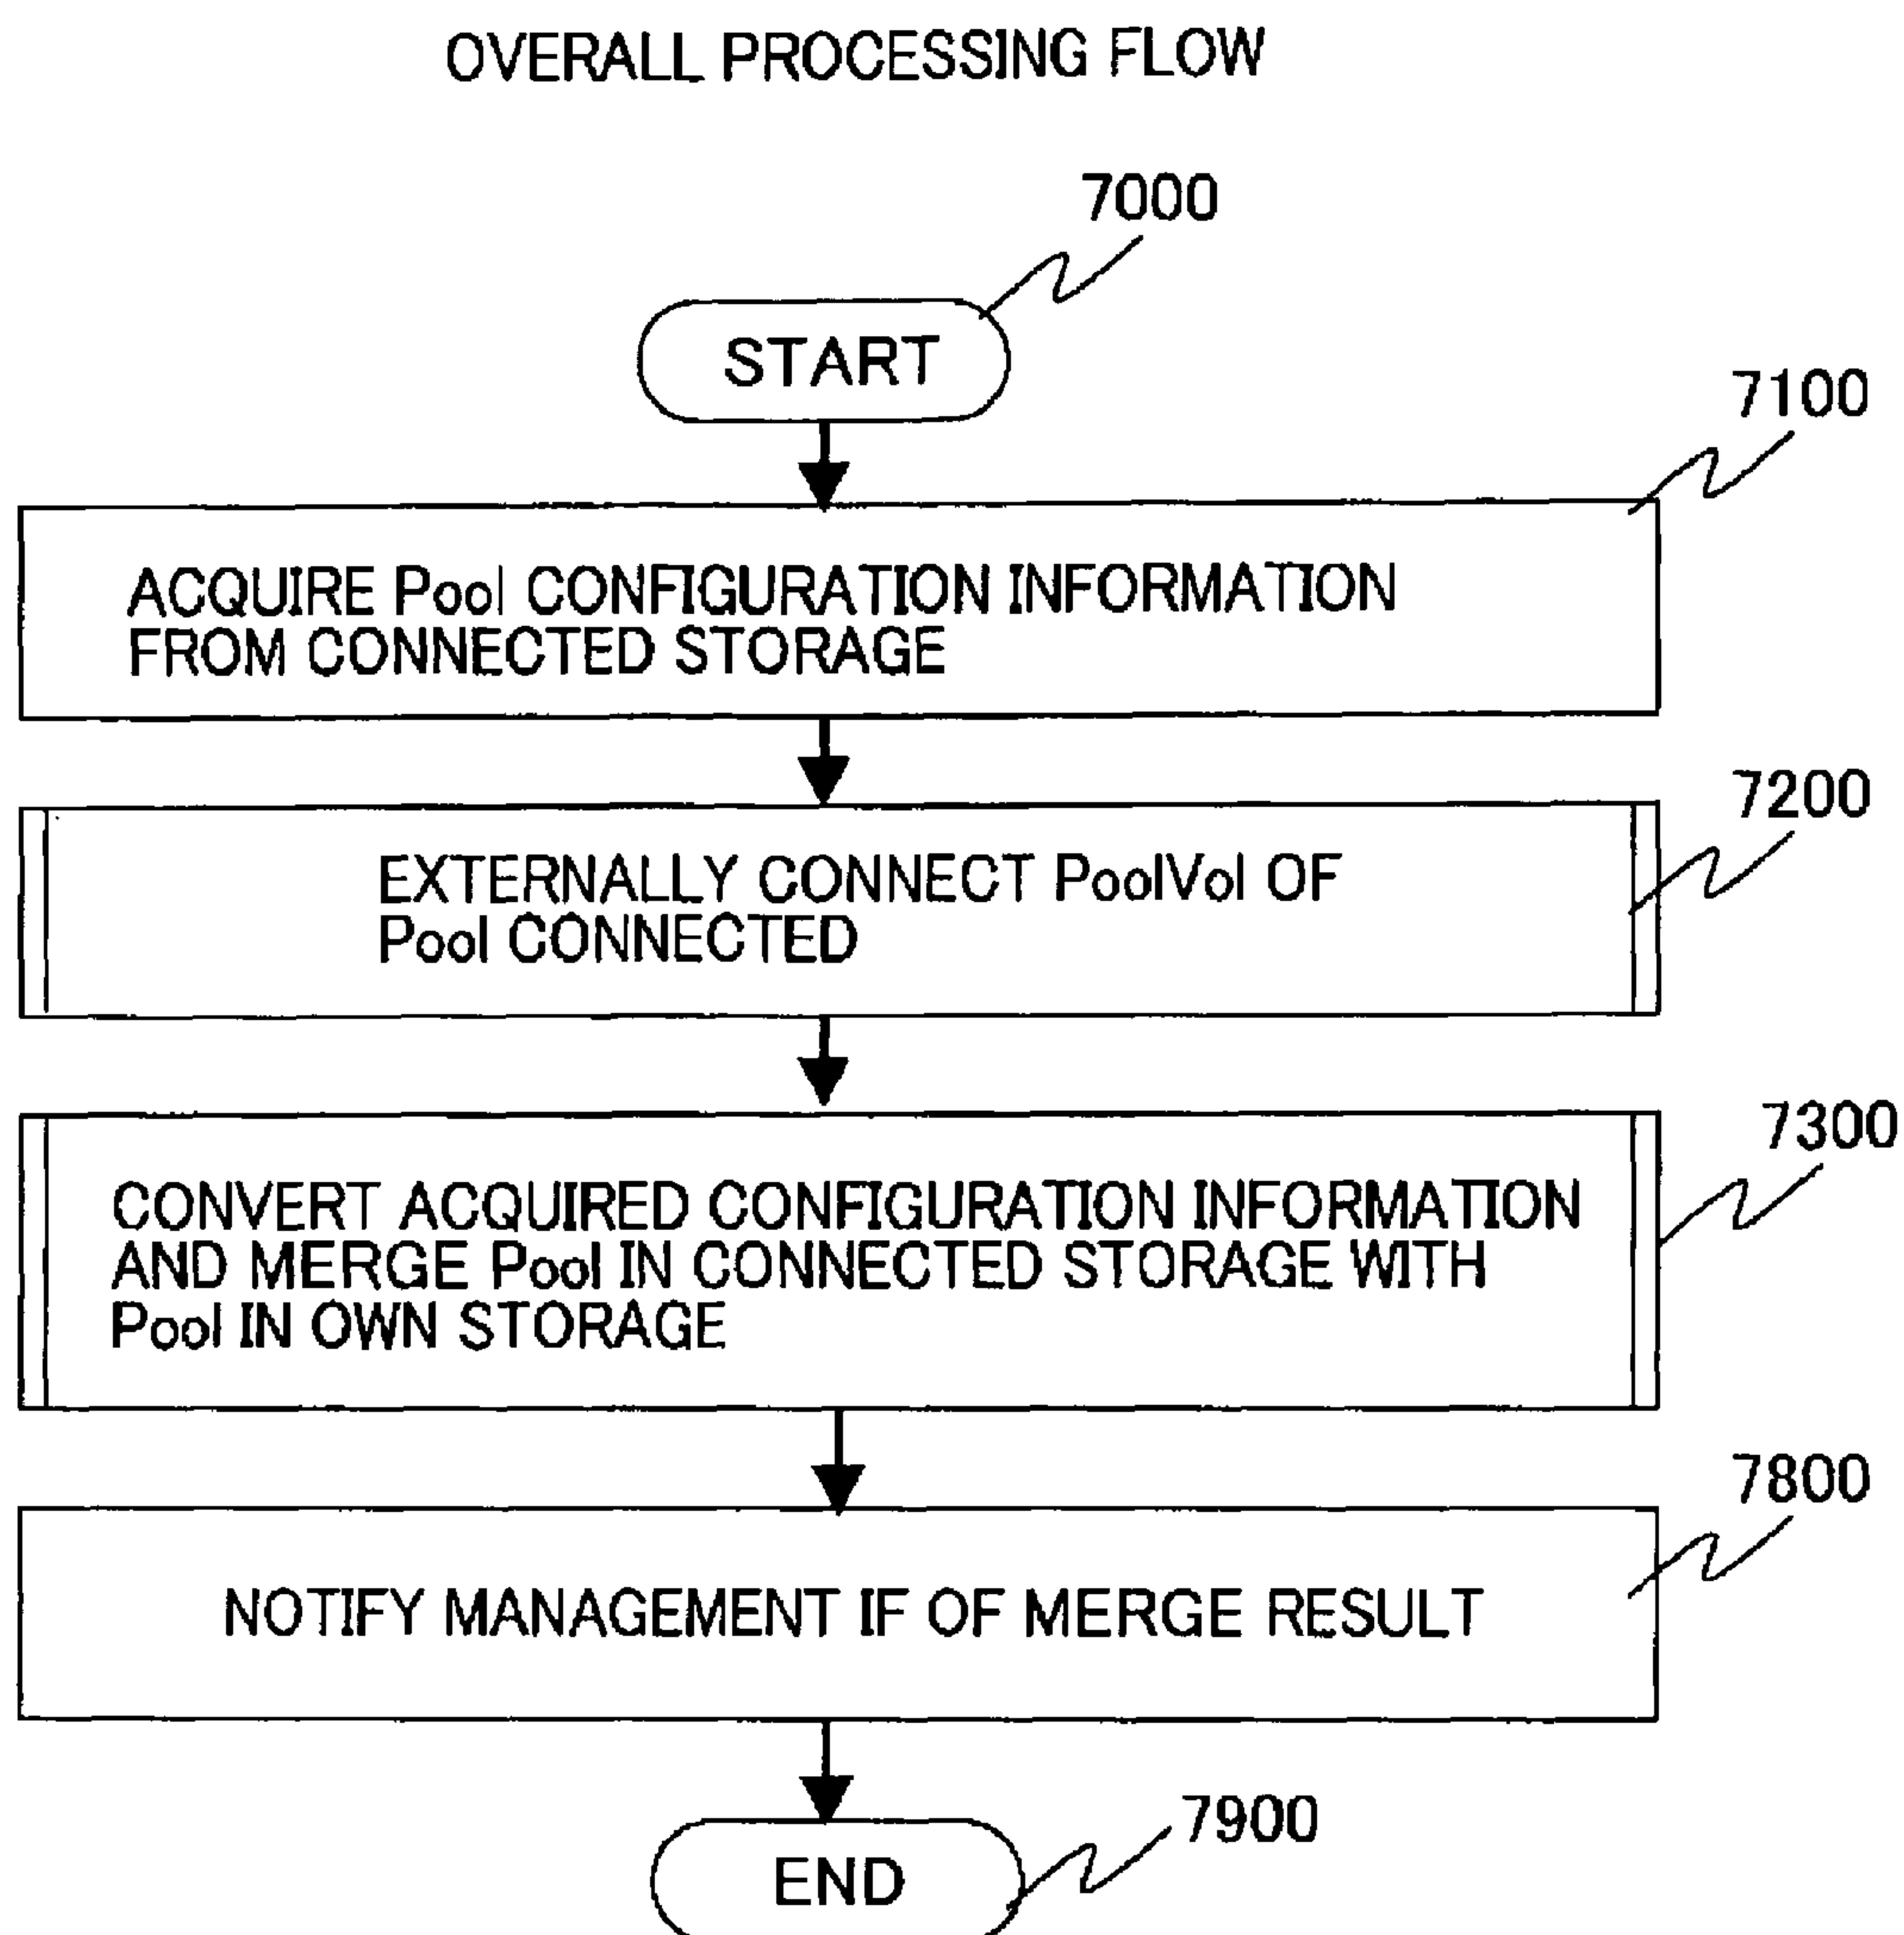 OVERALL PROCESSING FLOW
7000
START
7100
ACQUIRE Pool CONFIGURATION INFORMATION
FROM CONNECTED STORAGE
7200
EXTERNALLY CONNECT PoolVol OF
Pool CONNECTED
7300
CONVERT ACQUIRED CONFIGURATION INFORMATION
AND MERGE Pool IN CONNECTED STORAGE WITH
Pool IN OWN STORAGE
7800
NOTIFY MANAGEMENT IF OF MERGE RESULT
7900
END